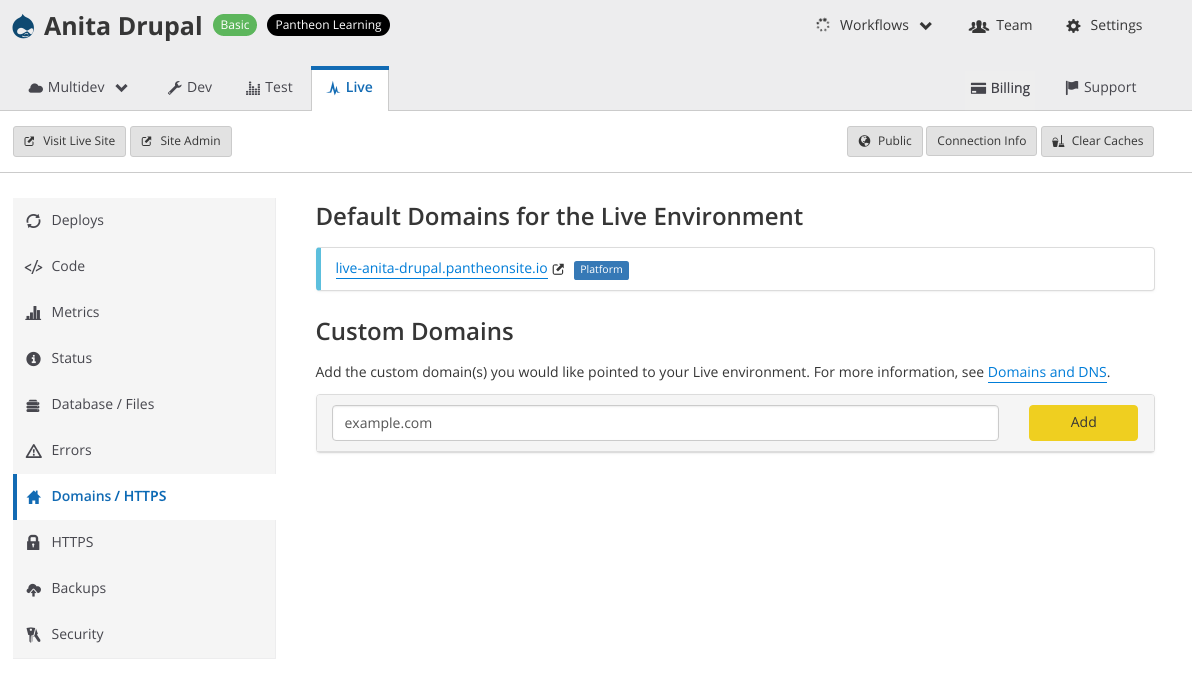 Anita Drupal Basic Pantheon Learning Workflows Team Settings
Multidev Dev Test Live Billing Support
Visit Live Site Site Admin Public Connection Info Clear Caches
Deploys
Code
Metrics
Status
Database / Files
Errors
Domains / HTTPS
HTTPS
Backups
Security
Default Domains for the Live Environment
live-anita-drupal.pantheonsite.io Platform
Custom Domains
Add the custom domain(s) you would like pointed to your Live environment. For more information, see Domains and DNS.
example.com Add